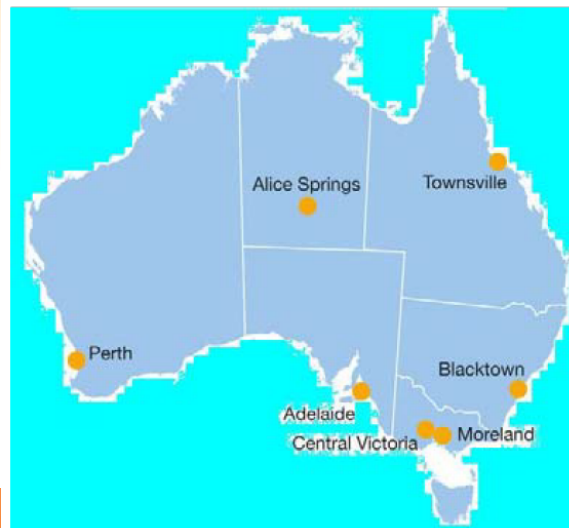 Alice Springs
Townsville
Perth
Blacktown
Adelaide
Central Victoria
Moreland